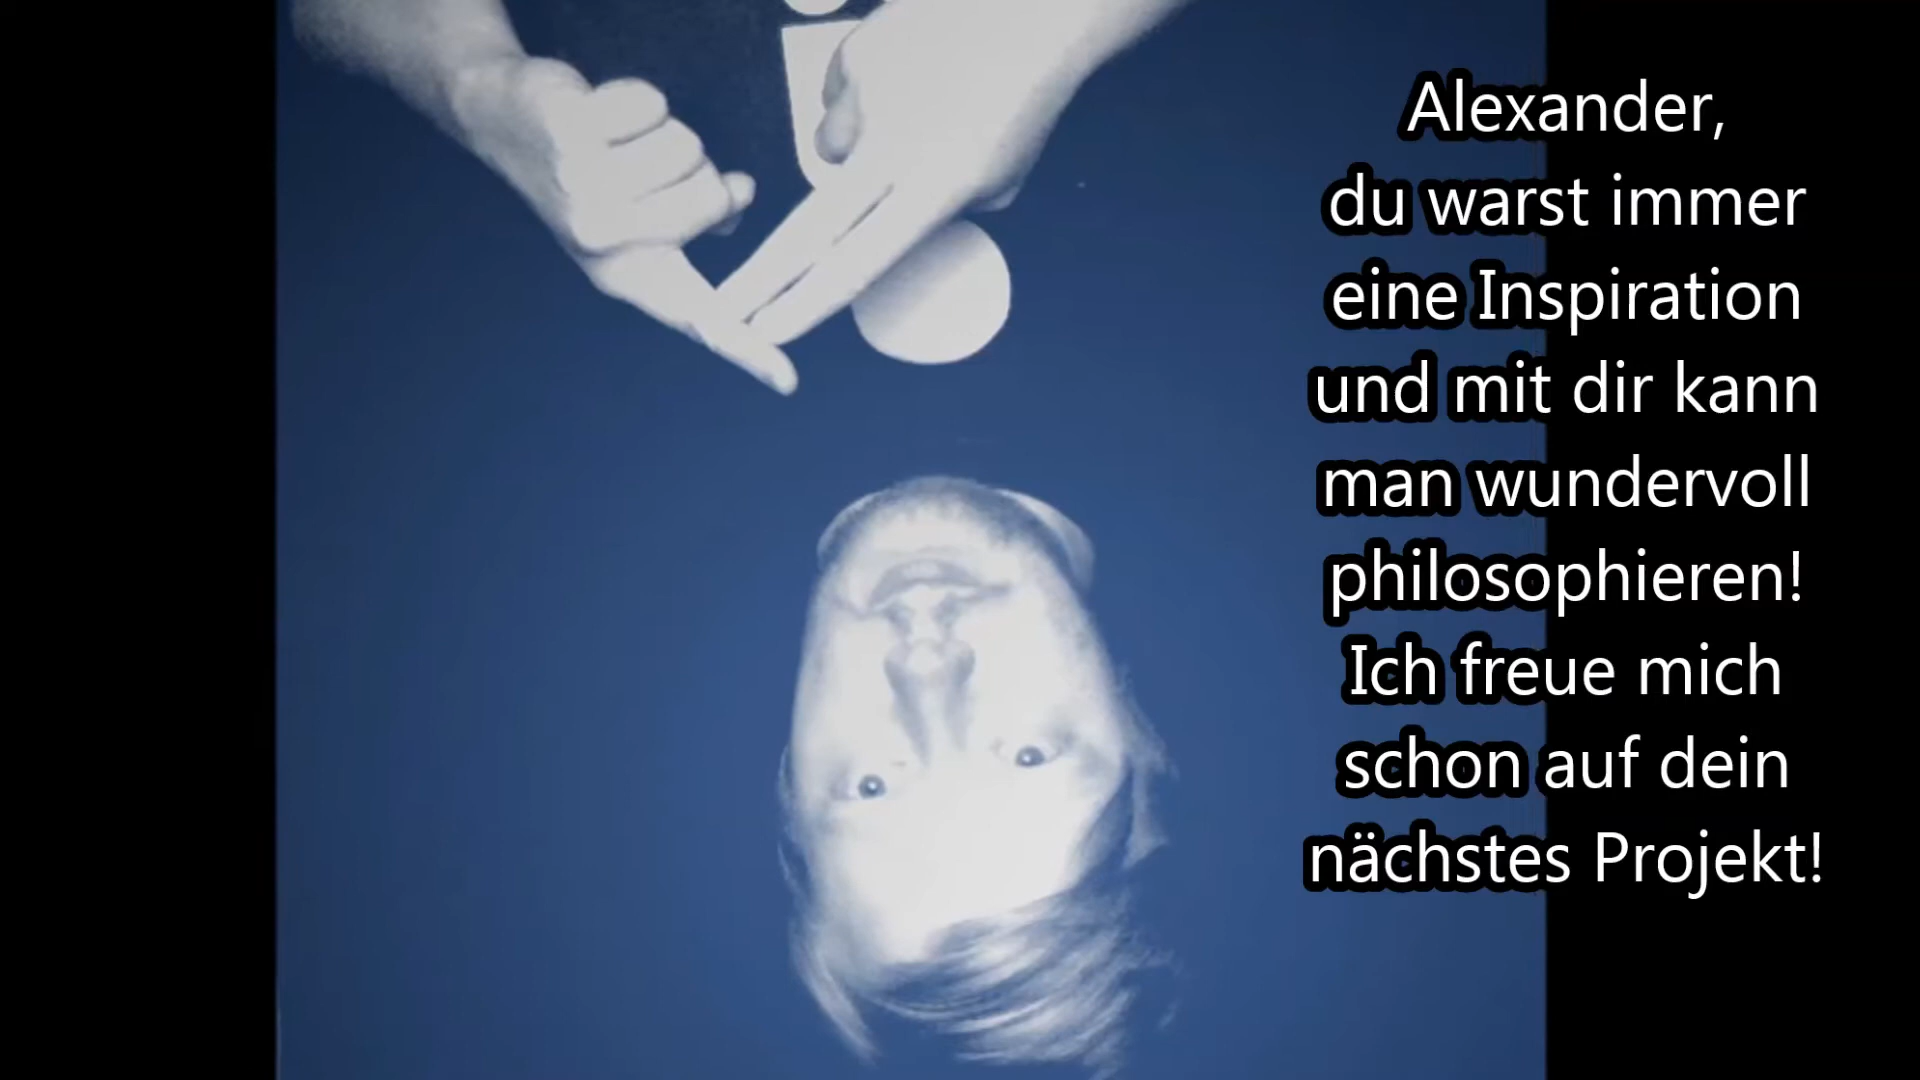 Alexander,
du warst immer
eine Inspiration
und mit dir kann
man wundervoll
philosophieren!
Ich freue mich
schon auf dein
nächstes Projekt!